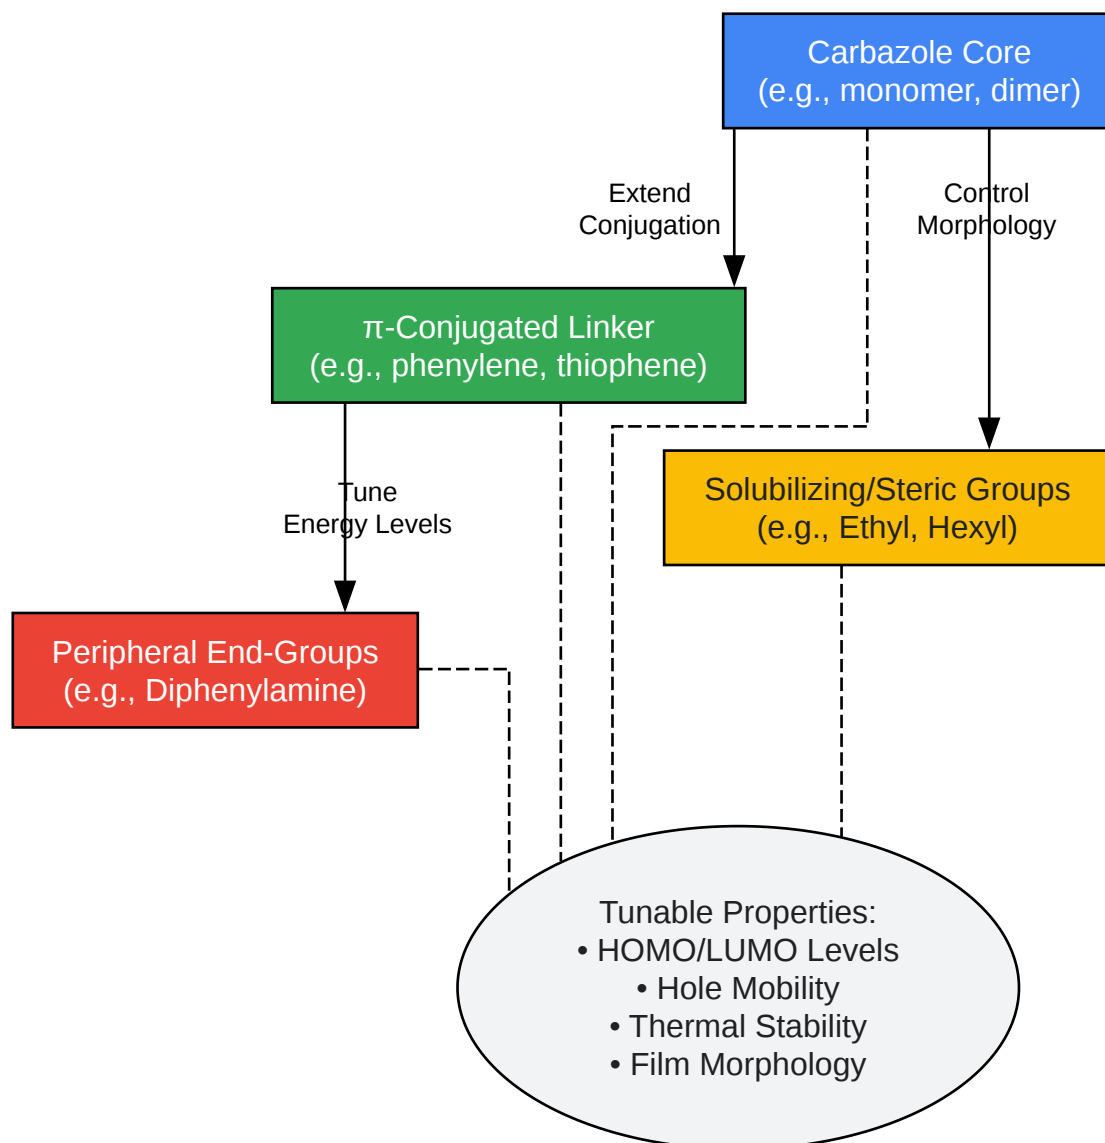 Carbazole Core
(e.g., monomer, dimer)
Extend
Conjugation
Control
Morphology
π-Conjugated Linker
(e.g., phenylene, thiophene)
Solubilizing/Steric Groups
(e.g., Ethyl, Hexyl)
Tune
Energy Levels
Peripheral End-Groups
(e.g., Diphenylamine)
Tunable Properties:
• HOMO/LUMO Levels
• Hole Mobility
• Thermal Stability
• Film Morphology